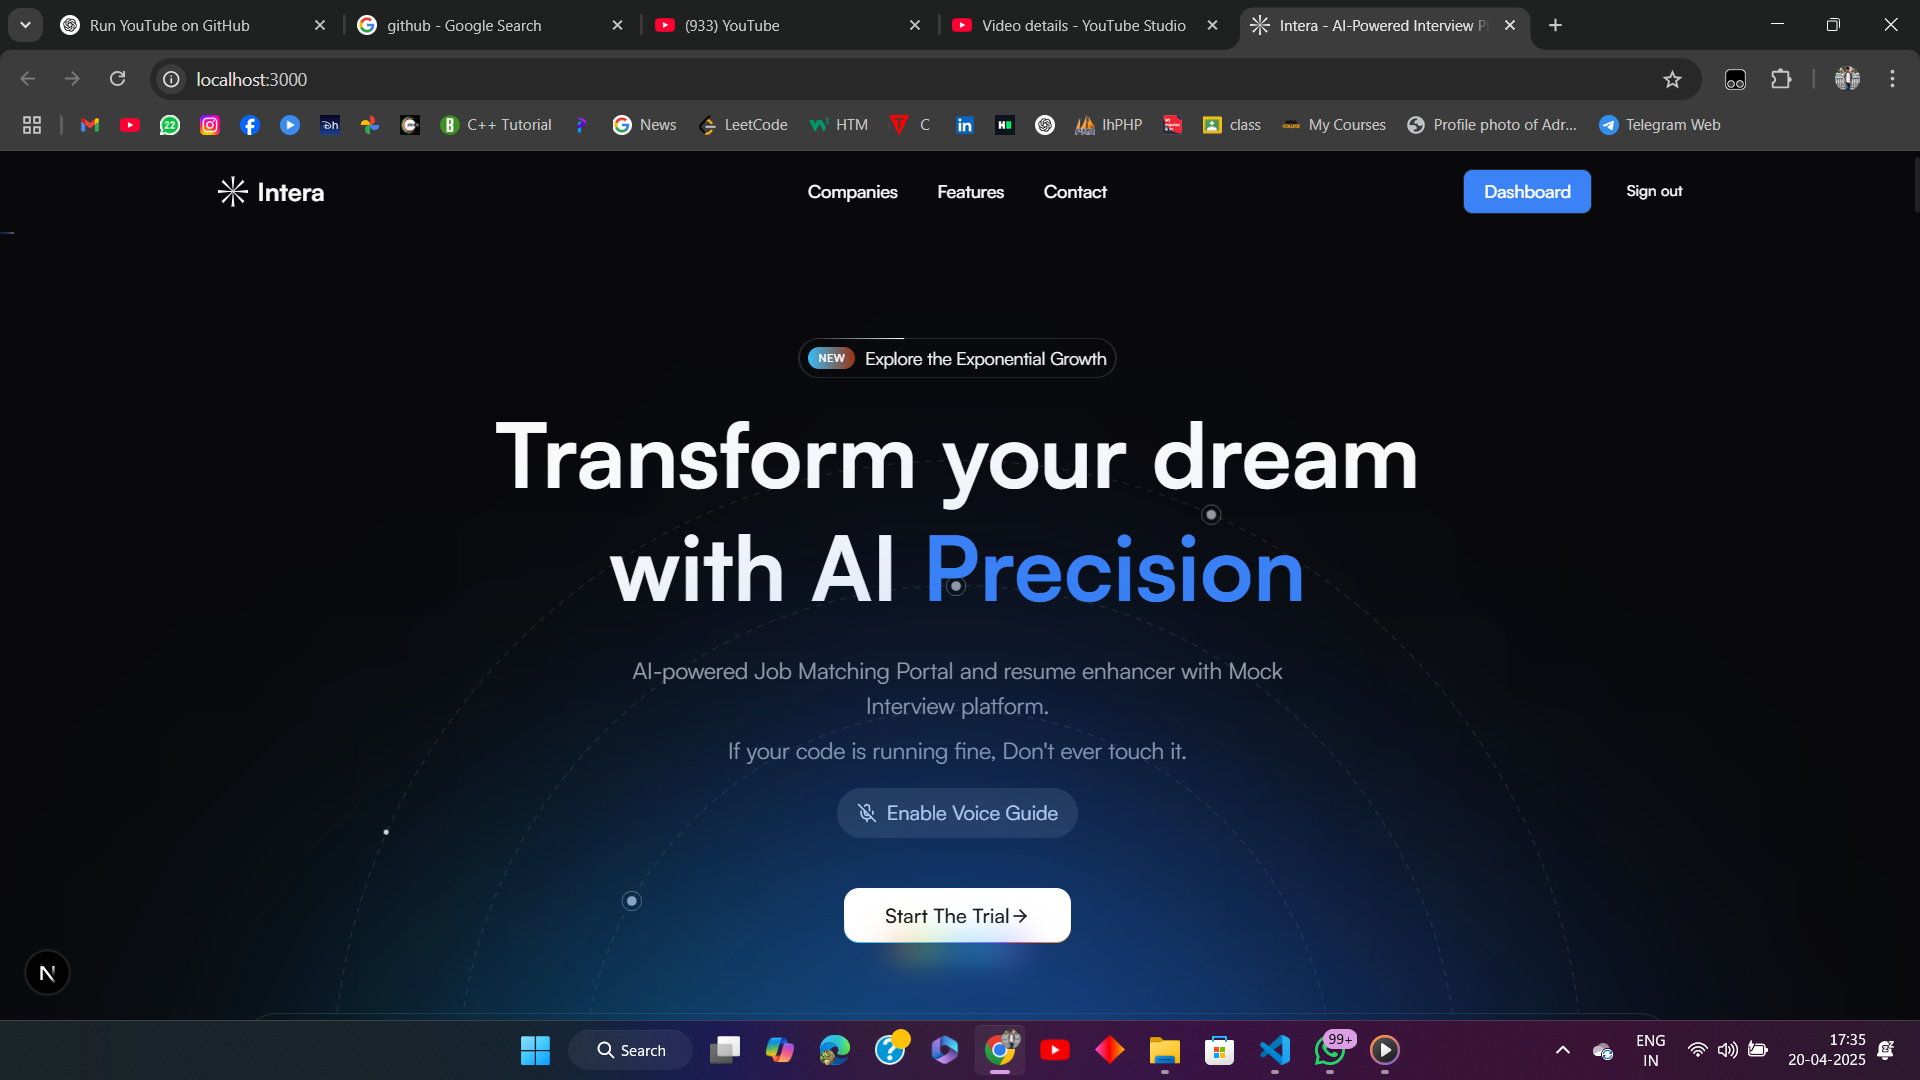 Run YouTube on GitHub
github - Google Search
(933) YouTube
Video details - YouTube Studio
Intera - AI-Powered Interview Pl
localhost:3000
22
C++ Tutorial
News
LeetCode
HTM
C
IhPHP
class
My Courses
Profile photo of Adr...
Telegram Web
Intera
Companies
Features
Contact
Dashboard
Sign out
NEW Explore the Exponential Growth
Transform your dream
with AI Precision
AI-powered Job Matching Portal and resume enhancer with Mock
Interview platform.
If your code is running fine, Don't ever touch it.
Enable Voice Guide
Start The Trial→
N
Search
99+
ENG
IN
17:35
20-04-2025